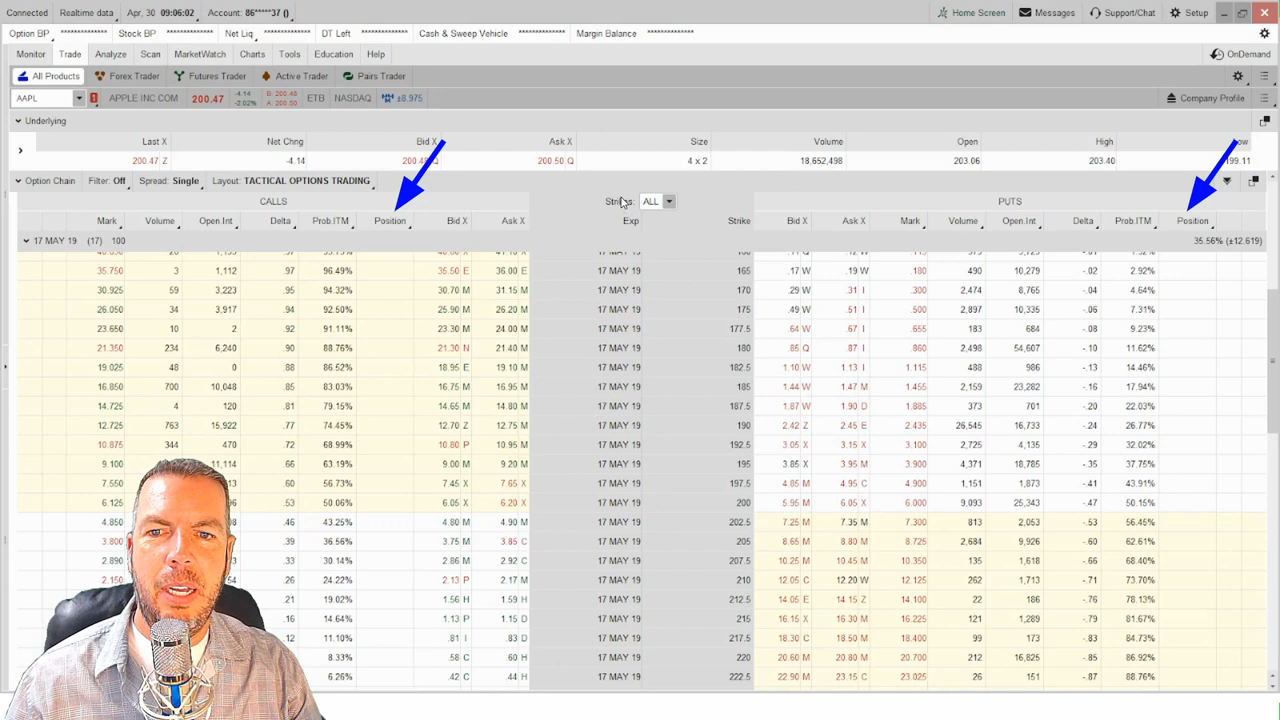 Connected Realtime data Apr, 30 09:06:02 Account: 86*****37 () Home Screen Messages Support/Chat Setup
Option BP ************ Stock BP ************ Net Liq ************ DT Left ************ Cash & Sweep Vehicle ************ Margin Balance ************
Monitor Trade Analyze Scan MarketWatch Charts Tools Education Help OnDemand
All Products Forex Trader Futures Trader Active Trader Pairs Trader
AAPL 1 APPLE INC COM 200.47 -4.14 -2.02% B: 200.48 A: 200.50 ETB NASDAQ ±8.975 Company Profile
Underlying
Last X Net Chng Bid X Ask X Size Volume Open High
200.47 Z -4.14 200.50 Q 4 x 2 18,652,498 203.06 203.40 199.11
Option Chain Filter: Off Spread: Single Layout: TACTICAL OPTIONS TRADING
CALLS Strikes: ALL PUTS
Mark Volume Open.Int Delta Prob.ITM Position Bid X Ask X Exp Strike Bid X Ask X Mark Volume Open.Int Delta Prob.ITM Position
17 MAY 19 (17) 100 35.56% (±12.619)
35.750 3 1,112 .97 96.49% 35.50 E 36.00 E 17 MAY 19 165 .17 W .19 W .180 490 10,279 -.02 2.92%
30.925 59 3,223 .95 94.32% 30.70 M 31.15 M 17 MAY 19 170 .29 W .31 I .300 2,474 8,765 -.04 4.64%
26.050 34 3,917 .94 92.50% 25.90 M 26.20 M 17 MAY 19 175 .49 W .51 I .500 2,897 10,335 -.06 7.31%
23.650 10 2 .92 91.11% 23.30 M 24.00 M 17 MAY 19 177.5 .64 W .67 I .655 183 684 -.08 9.23%
21.350 234 6,240 .90 88.76% 21.30 N 21.40 M 17 MAY 19 180 .85 Q .87 I .860 2,498 54,607 -.10 11.62%
19.025 48 0 .88 86.52% 18.95 E 19.10 M 17 MAY 19 182.5 1.10 W 1.13 I 1.115 488 986 -.13 14.46%
16.850 700 10,048 .85 83.03% 16.75 M 16.95 M 17 MAY 19 185 1.44 W 1.47 M 1.455 2,159 23,282 -.16 17.94%
14.725 4 120 .81 79.15% 14.65 M 14.80 M 17 MAY 19 187.5 1.87 W 1.90 D 1.885 373 701 -.20 22.03%
12.725 763 15,922 .77 74.45% 12.70 Z 12.75 M 17 MAY 19 190 2.42 Z 2.45 E 2.435 26,545 16,733 -.24 26.77%
10.875 344 470 .72 68.99% 10.80 P 10.95 M 17 MAY 19 192.5 3.05 X 3.15 X 3.100 2,725 4,135 -.29 32.02%
9.100 11,114 .66 63.19% 9.00 M 9.20 M 17 MAY 19 195 3.85 X 3.95 M 3.900 4,371 18,785 -.35 37.75%
7.550 .60 56.73% 7.45 X 7.65 X 17 MAY 19 197.5 4.85 M 4.95 C 4.900 1,151 1,873 -.41 43.91%
6.125 .53 50.06% 6.05 X 6.20 X 17 MAY 19 200 5.95 M 6.05 X 6.000 9,093 25,343 -.47 50.15%
4.850 .46 43.25% 4.80 M 4.90 M 17 MAY 19 202.5 7.25 M 7.35 M 7.300 813 2,053 -.53 56.45%
3.800 .39 36.56% 3.75 M 3.85 C 17 MAY 19 205 8.65 M 8.80 M 8.725 2,684 9,926 -.60 62.61%
2.890 .33 30.14% 2.86 M 2.92 C 17 MAY 19 207.5 10.25 M 10.45 M 10.350 135 1,618 -.66 68.40%
2.150 .26 24.22% 2.13 P 2.17 M 17 MAY 19 210 12.05 C 12.20 W 12.125 262 1,713 -.71 73.70%
.21 19.02% 1.56 H 1.59 H 17 MAY 19 212.5 14.05 E 14.15 Z 14.100 22 186 -.76 78.13%
.16 14.64% 1.13 P 1.15 D 17 MAY 19 215 16.15 X 16.30 M 16.225 121 1,289 -.79 81.67%
.12 11.10% .81 I .83 D 17 MAY 19 217.5 18.30 C 18.50 M 18.400 99 173 -.83 84.73%
8.33% .58 C .60 H 17 MAY 19 220 20.60 M 20.80 M 20.700 212 16,825 -.85 86.92%
6.26% .42 C .44 H 17 MAY 19 222.5 22.90 M 23.15 C 23.025 26 151 -.87 88.76%